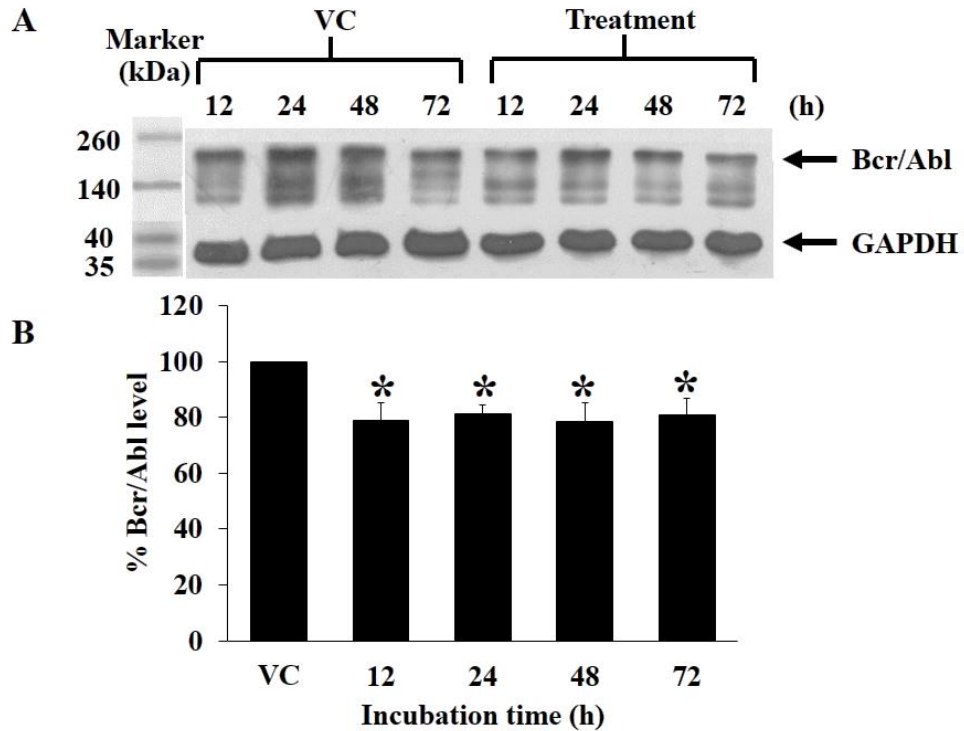 A
Marker
(kDa)
VC
Treatment
12 24 48 72 12 24 48 72 (h)
260
140
40
35
Bcr/Abl
GAPDH
B
% Bcr/Abl level
120
100
80
60
40
20
0
* * * *
VC 12 24 48 72
Incubation time (h)